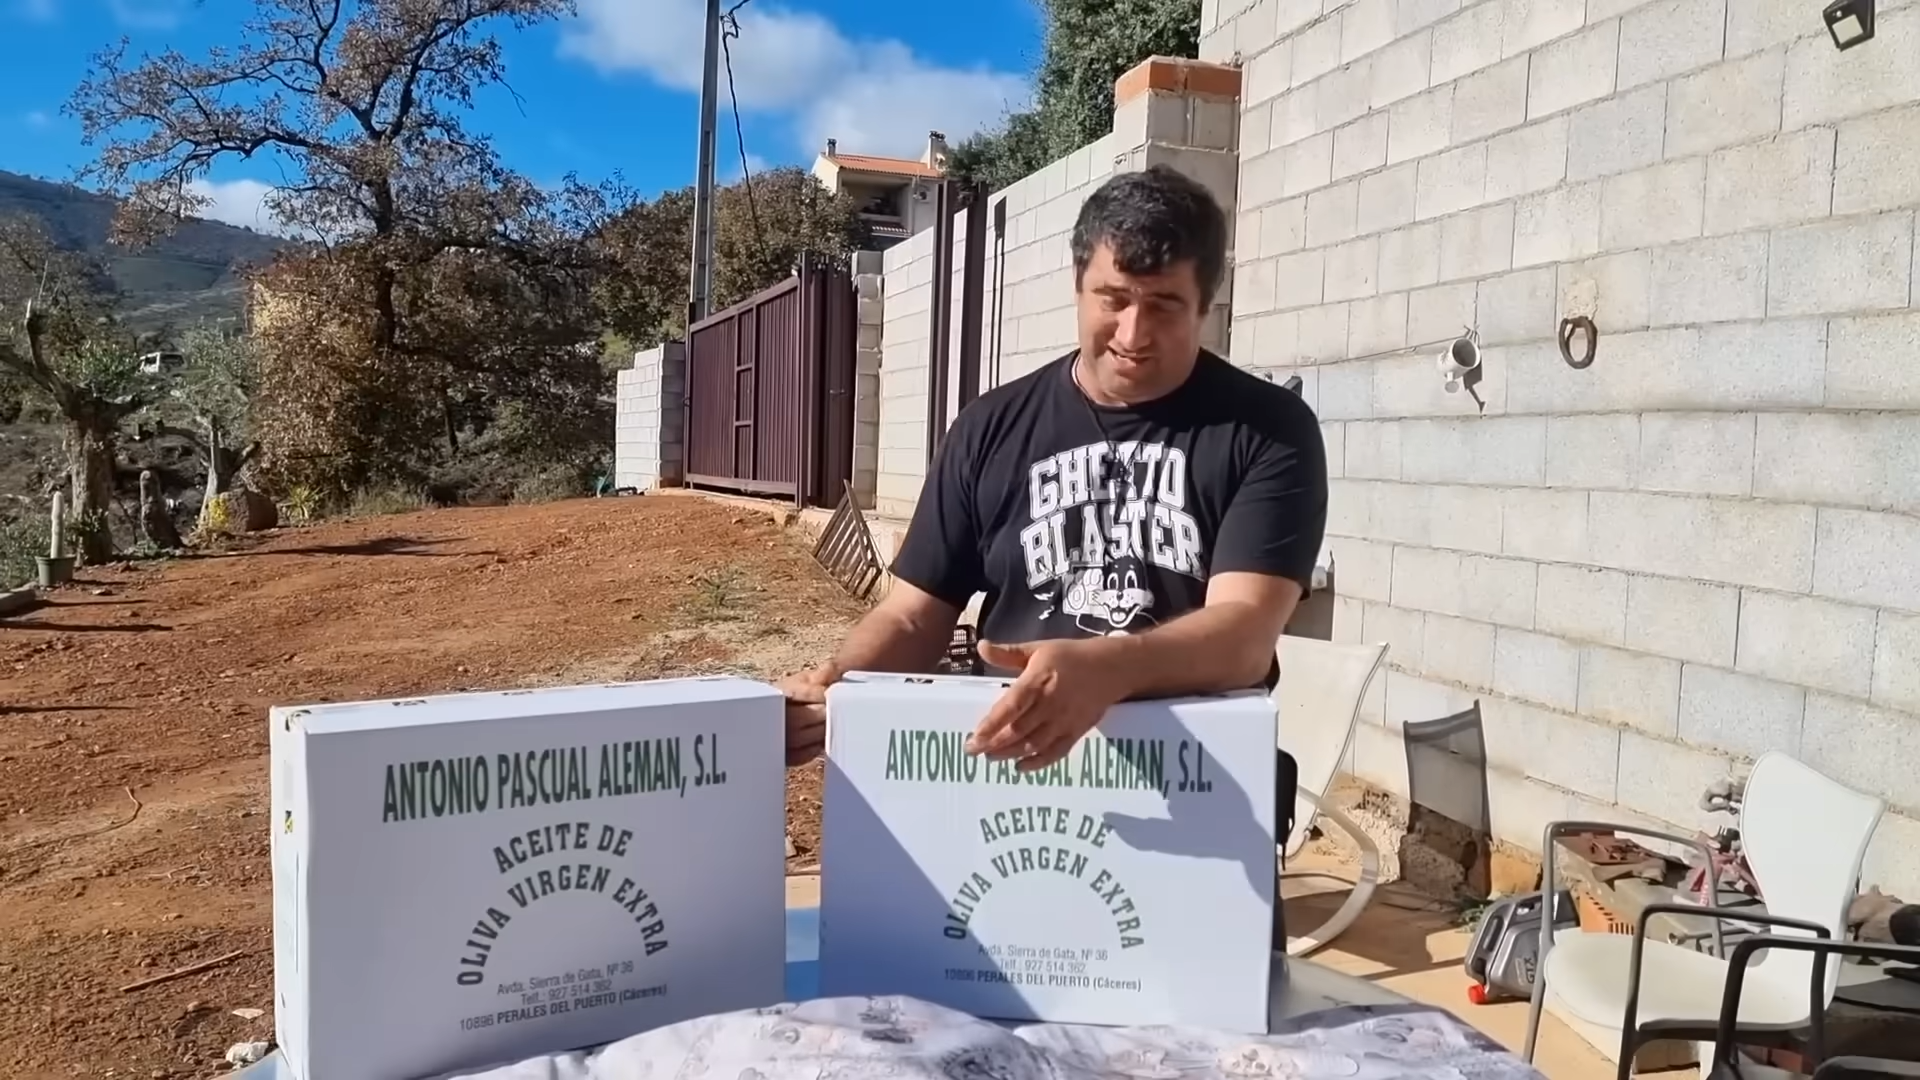 GHETTO
BLASTER
ANTONIO PASCUAL ALEMAN, S.L.
ACEITE DE
OLIVA VIRGEN EXTRA
Avda. Sierra de Gata, Nº 36
Telf.: 927 514 362
10896 PERALES DEL PUERTO (Cáceres)
ANTONIO PASCUAL ALEMAN, S.L.
ACEITE DE
OLIVA VIRGEN EXTRA
Avda. Sierra de Gata, Nº 36
Telf.: 927 514 362
10896 PERALES DEL PUERTO (Cáceres)
GTX